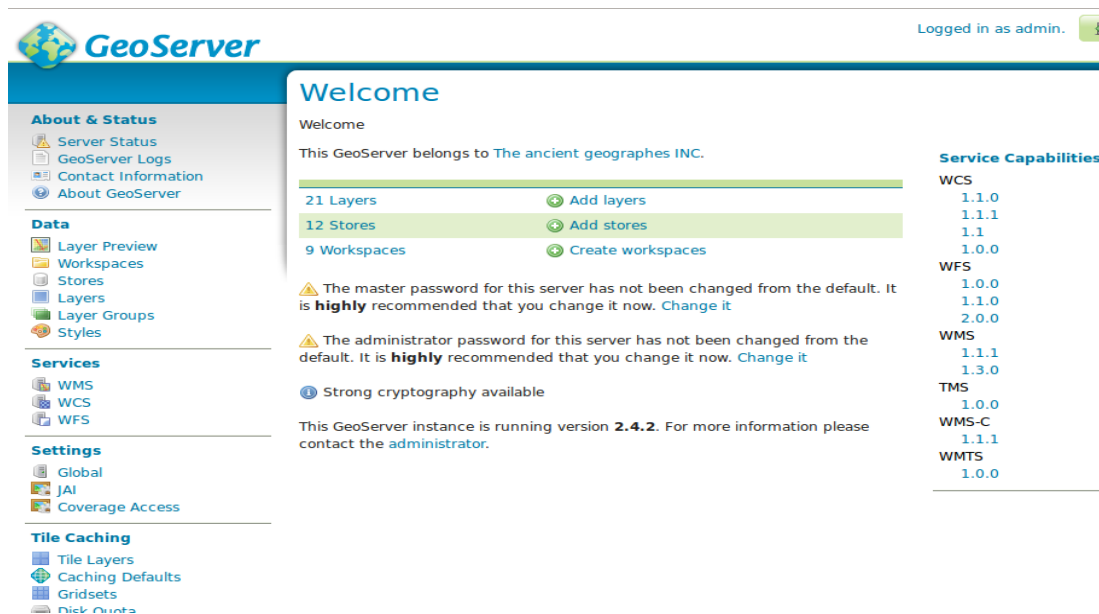 GeoServer
Logged in as admin.
About & Status
Server Status
GeoServer Logs
Contact Information
About GeoServer
Data
Layer Preview
Workspaces
Stores
Layers
Layer Groups
Styles
Services
WMS
WCS
WFS
Settings
Global
JAI
Coverage Access
Tile Caching
Tile Layers
Caching Defaults
Gridsets
Disk Quota
Welcome
Welcome
This GeoServer belongs to The ancient geographes INC.
21 Layers Add layers
12 Stores Add stores
9 Workspaces Create workspaces
The master password for this server has not been changed from the default. It
is highly recommended that you change it now. Change it
The administrator password for this server has not been changed from the
default. It is highly recommended that you change it now. Change it
Strong cryptography available
This GeoServer instance is running version 2.4.2. For more information please
contact the administrator.
Service Capabilities
WCS
1.1.0
1.1.1
1.1
1.0.0
WFS
1.0.0
1.1.0
2.0.0
WMS
1.1.1
1.3.0
TMS
1.0.0
WMS-C
1.1.1
WMTS
1.0.0